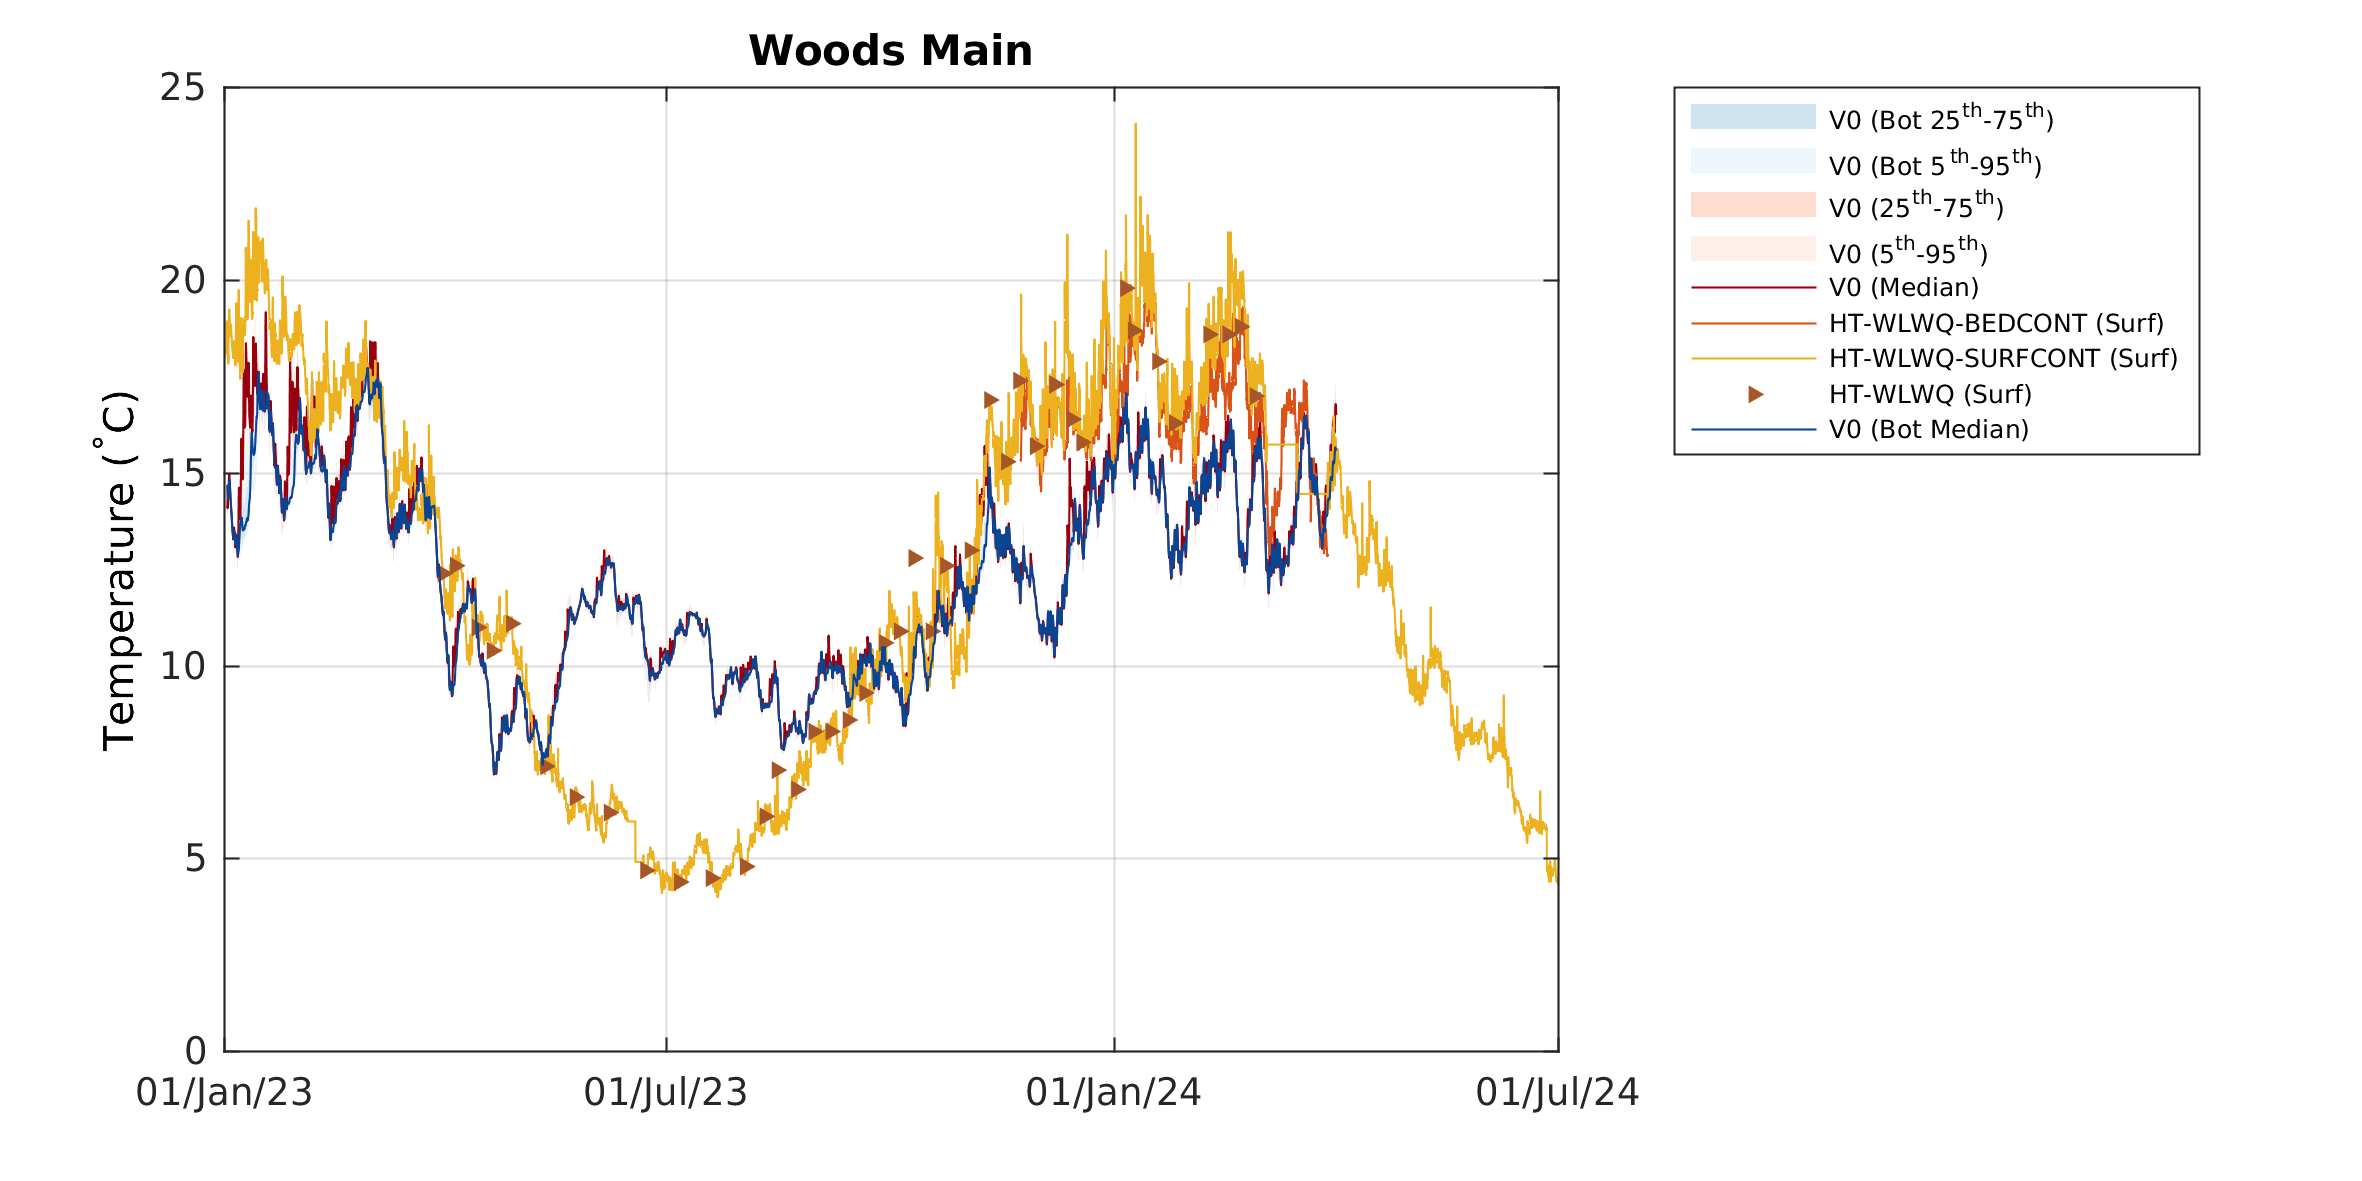 Woods Main
Temperature (°C)
25
20
15
10
5
0
01/Jan/23
01/Jul/23
01/Jan/24
01/Jul/24
V0 (Bot 25th-75th)
V0 (Bot 5th-95th)
V0 (25th-75th)
V0 (5th-95th)
V0 (Median)
HT-WLWQ-BEDCONT (Surf)
HT-WLWQ-SURFCONT (Surf)
HT-WLWQ (Surf)
V0 (Bot Median)